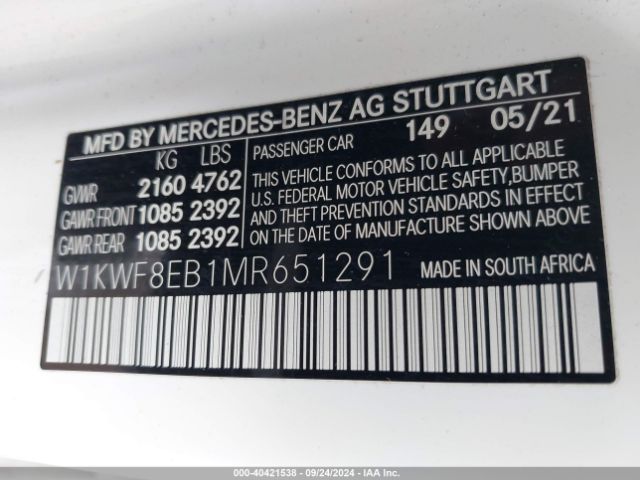 MFD BY MERCEDES-BENZ AG STUTTGART
KG LBS PASSENGER CAR 149 05/21
GVWR 2160 4762
GAWR FRONT 1085 2392
GAWR REAR 1085 2392
THIS VEHICLE CONFORMS TO ALL APPLICABLE
U.S. FEDERAL MOTOR VEHICLE SAFETY,BUMPER
AND THEFT PREVENTION STANDARDS IN EFFECT
ON DATE OF MANUFACTURE SHOWN ABOVE
W1KWF8EB1MR651291 MADE IN SOUTH AFRICA
000-40421538 - 09/24/2024 - IAA Inc.